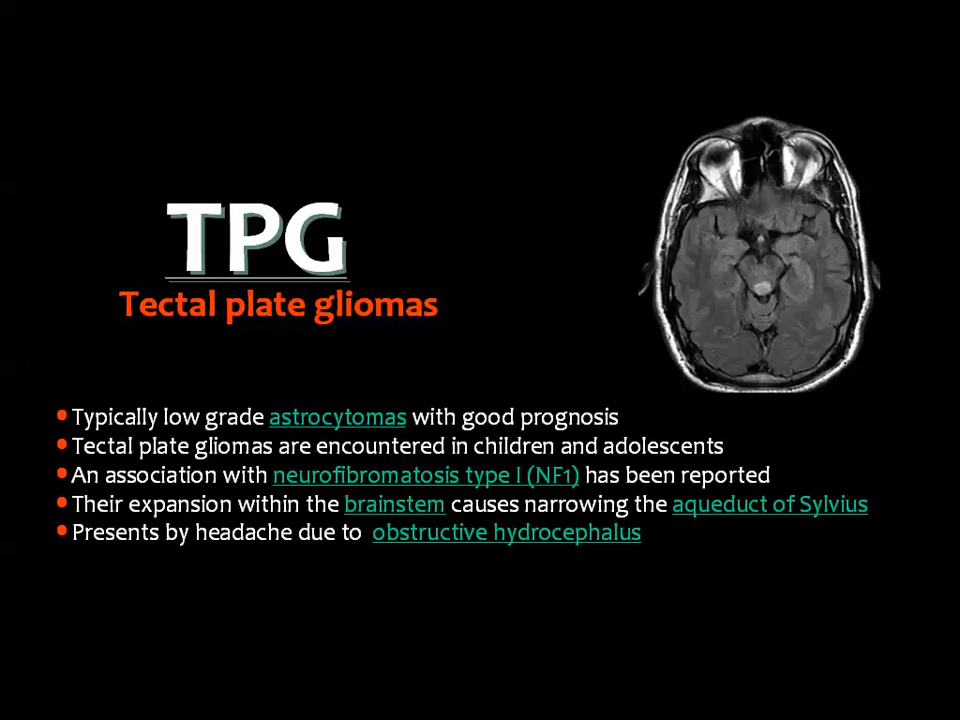 TPG
Tectal plate gliomas
• Typically low grade astrocytomas with good prognosis
• Tectal plate gliomas are encountered in children and adolescents
• An association with neurofibromatosis type I (NF1) has been reported
• Their expansion within the brainstem causes narrowing the aqueduct of Sylvius
• Presents by headache due to obstructive hydrocephalus